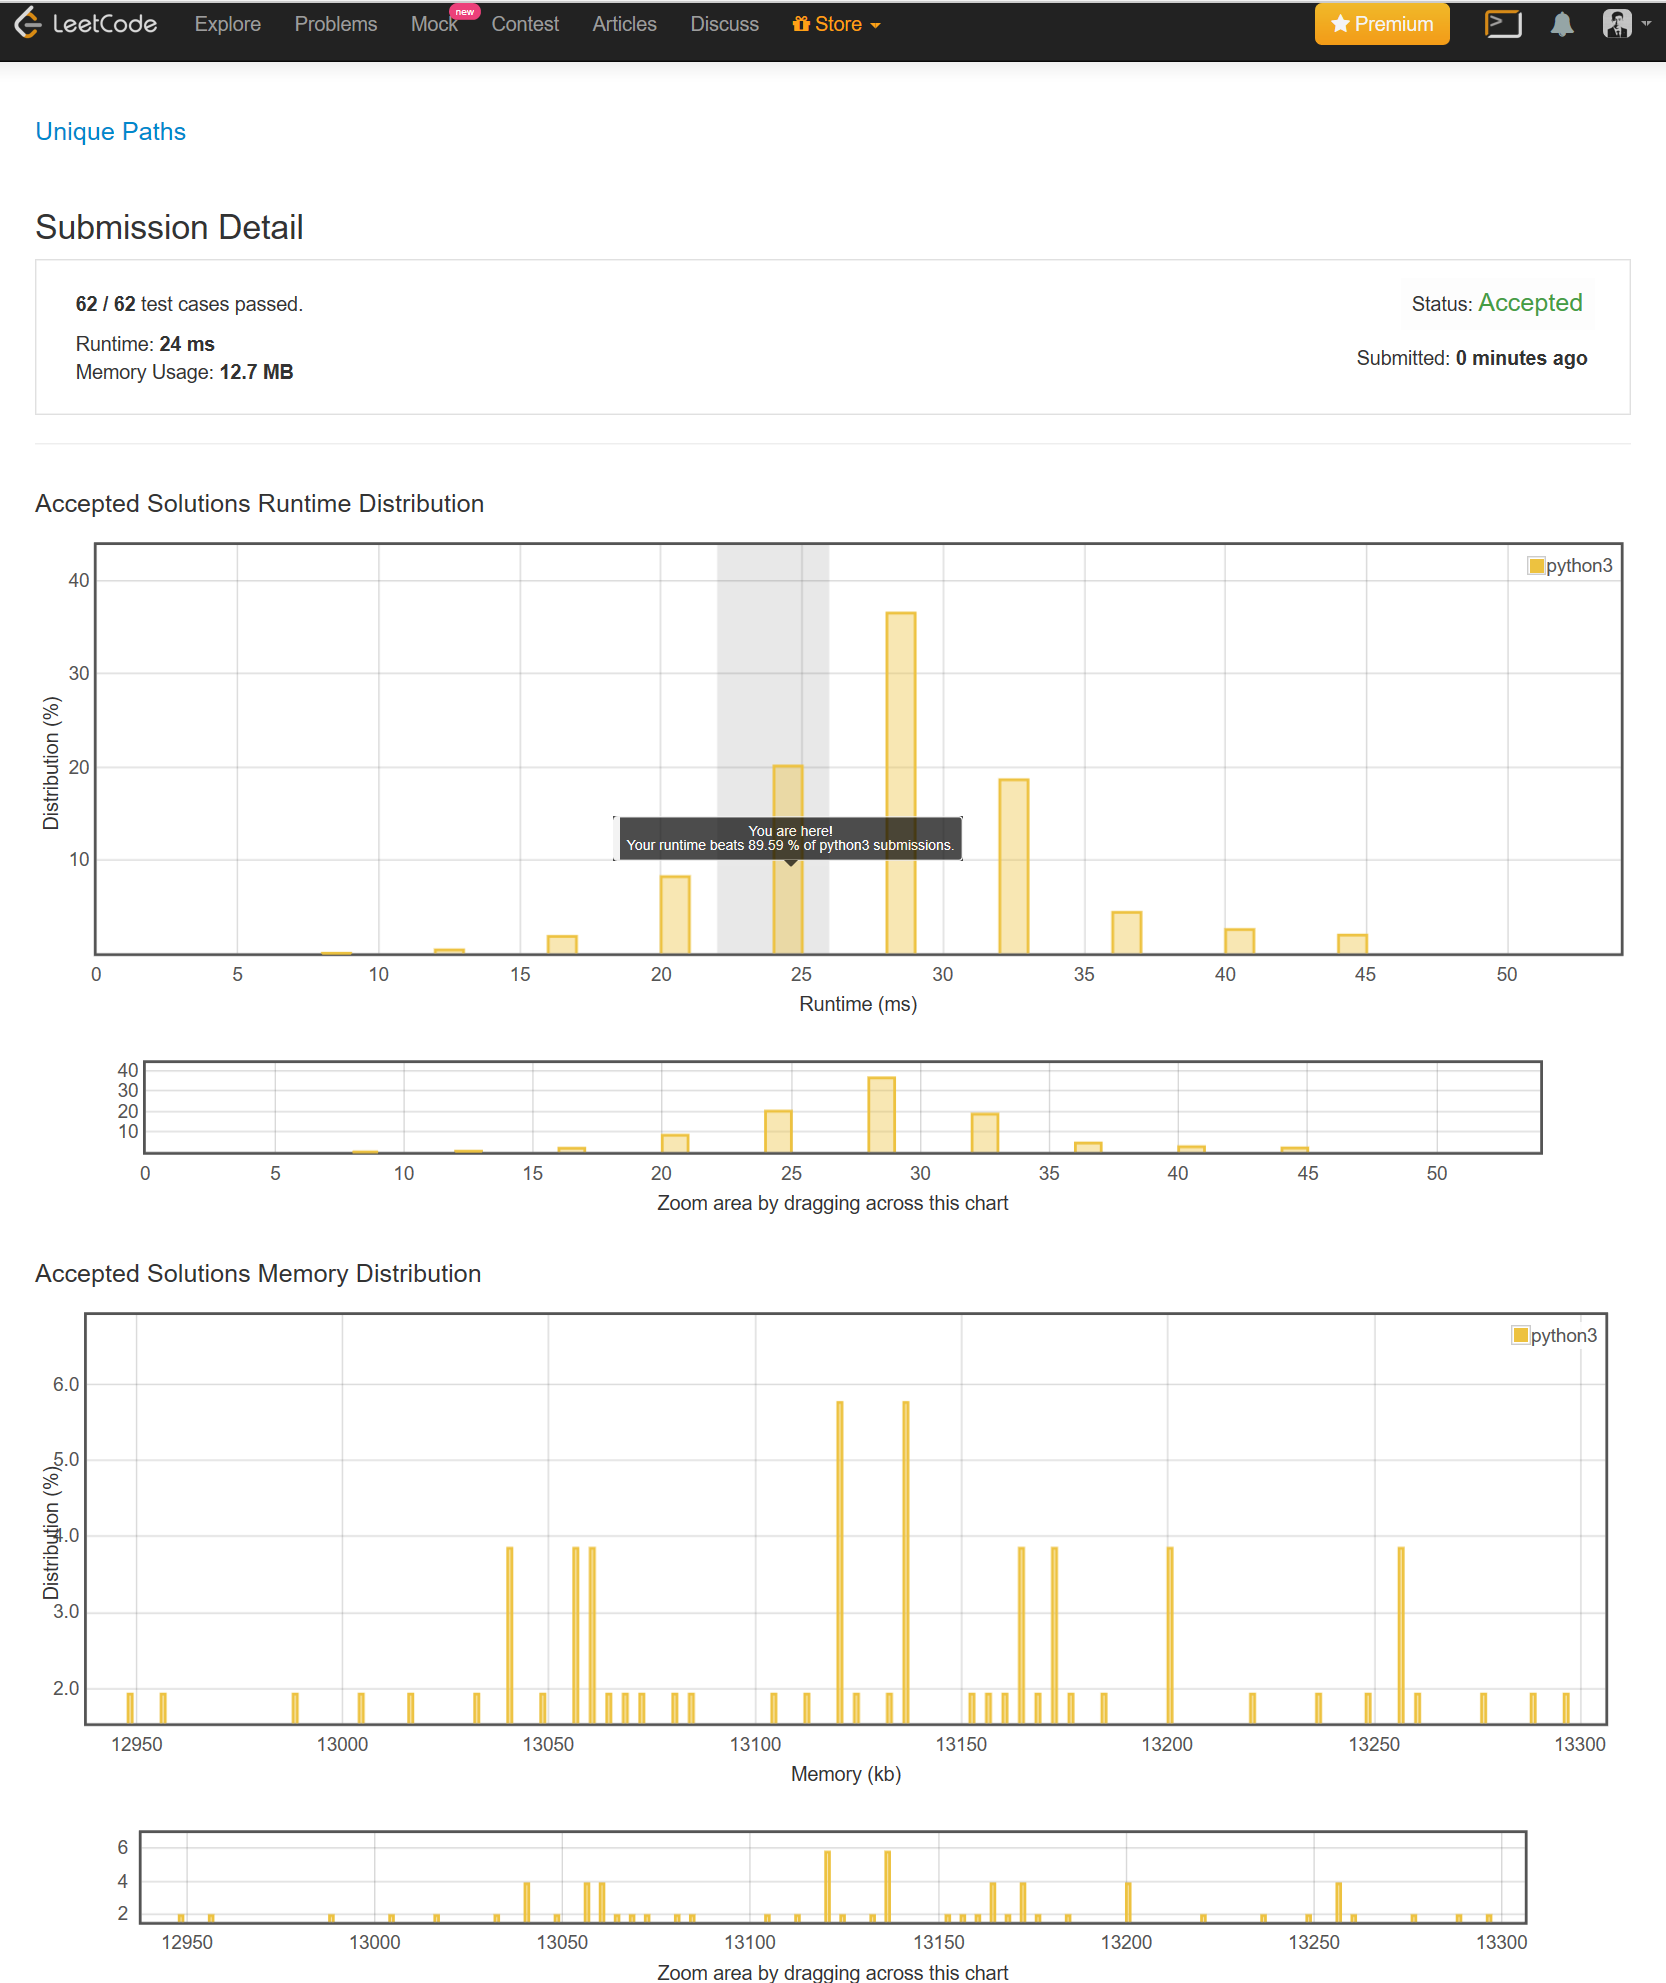 LeetCode Explore Problems Mock new Contest Articles Discuss Store Premium
Unique Paths
Submission Detail
62 / 62 test cases passed.
Status: Accepted
Runtime: 24 ms
Submitted: 0 minutes ago
Memory Usage: 12.7 MB
Accepted Solutions Runtime Distribution
python3
40
30
20
10
Distribution (%)
You are here!
Your runtime beats 89.59 % of python3 submissions.
0 5 10 15 20 25 30 35 40 45 50
Runtime (ms)
40
30
20
10
0 5 10 15 20 25 30 35 40 45 50
Zoom area by dragging across this chart
Accepted Solutions Memory Distribution
python3
6.0
5.0
4.0
3.0
2.0
Distribution (%)
12950 13000 13050 13100 13150 13200 13250 13300
Memory (kb)
6
4
2
12950 13000 13050 13100 13150 13200 13250 13300
Zoom area by dragging across this chart